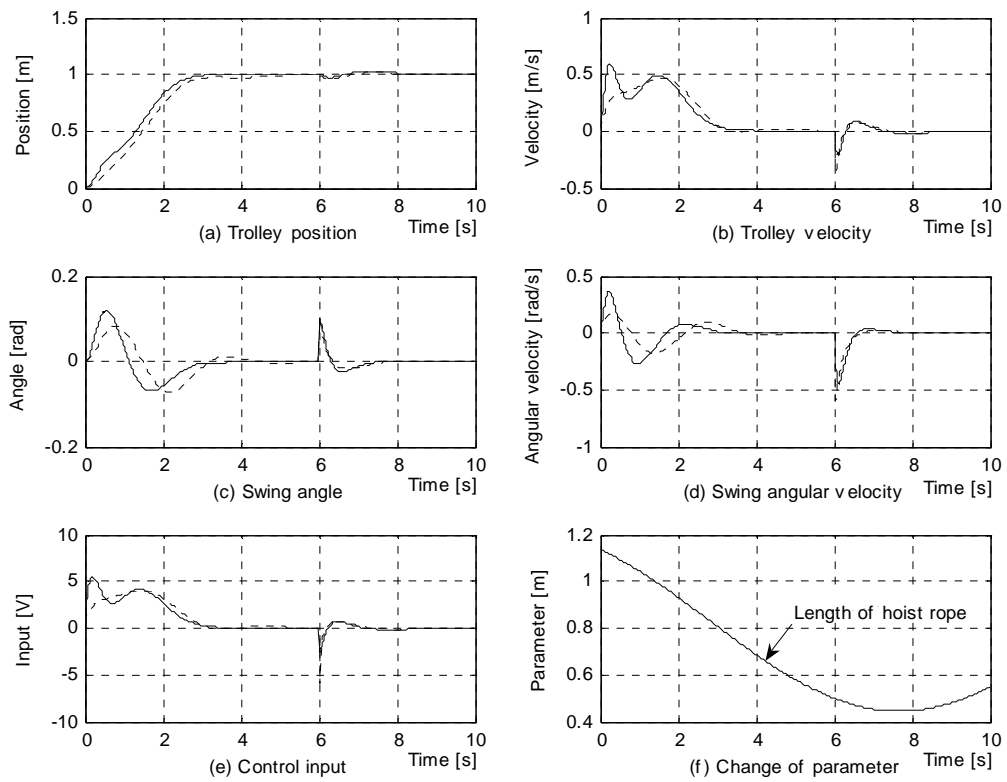 1.5
1
0.5
0
Position [m]
0 2 4 6 8 10
Time [s]
(a) Trolley position
1
0.5
0
-0.5
Velocity [m/s]
0 2 4 6 8 10
Time [s]
(b) Trolley velocity
0.2
0
-0.2
Angle [rad]
0 2 4 6 8 10
Time [s]
(c) Swing angle
0.5
0
-0.5
-1
Angular velocity [rad/s]
0 2 4 6 8 10
Time [s]
(d) Swing angular velocity
10
5
0
-5
-10
Input [V]
0 2 4 6 8 10
Time [s]
(e) Control input
1.2
1
0.8
0.6
0.4
Parameter [m]
Length of hoist rope
0 2 4 6 8 10
Time [s]
(f) Change of parameter